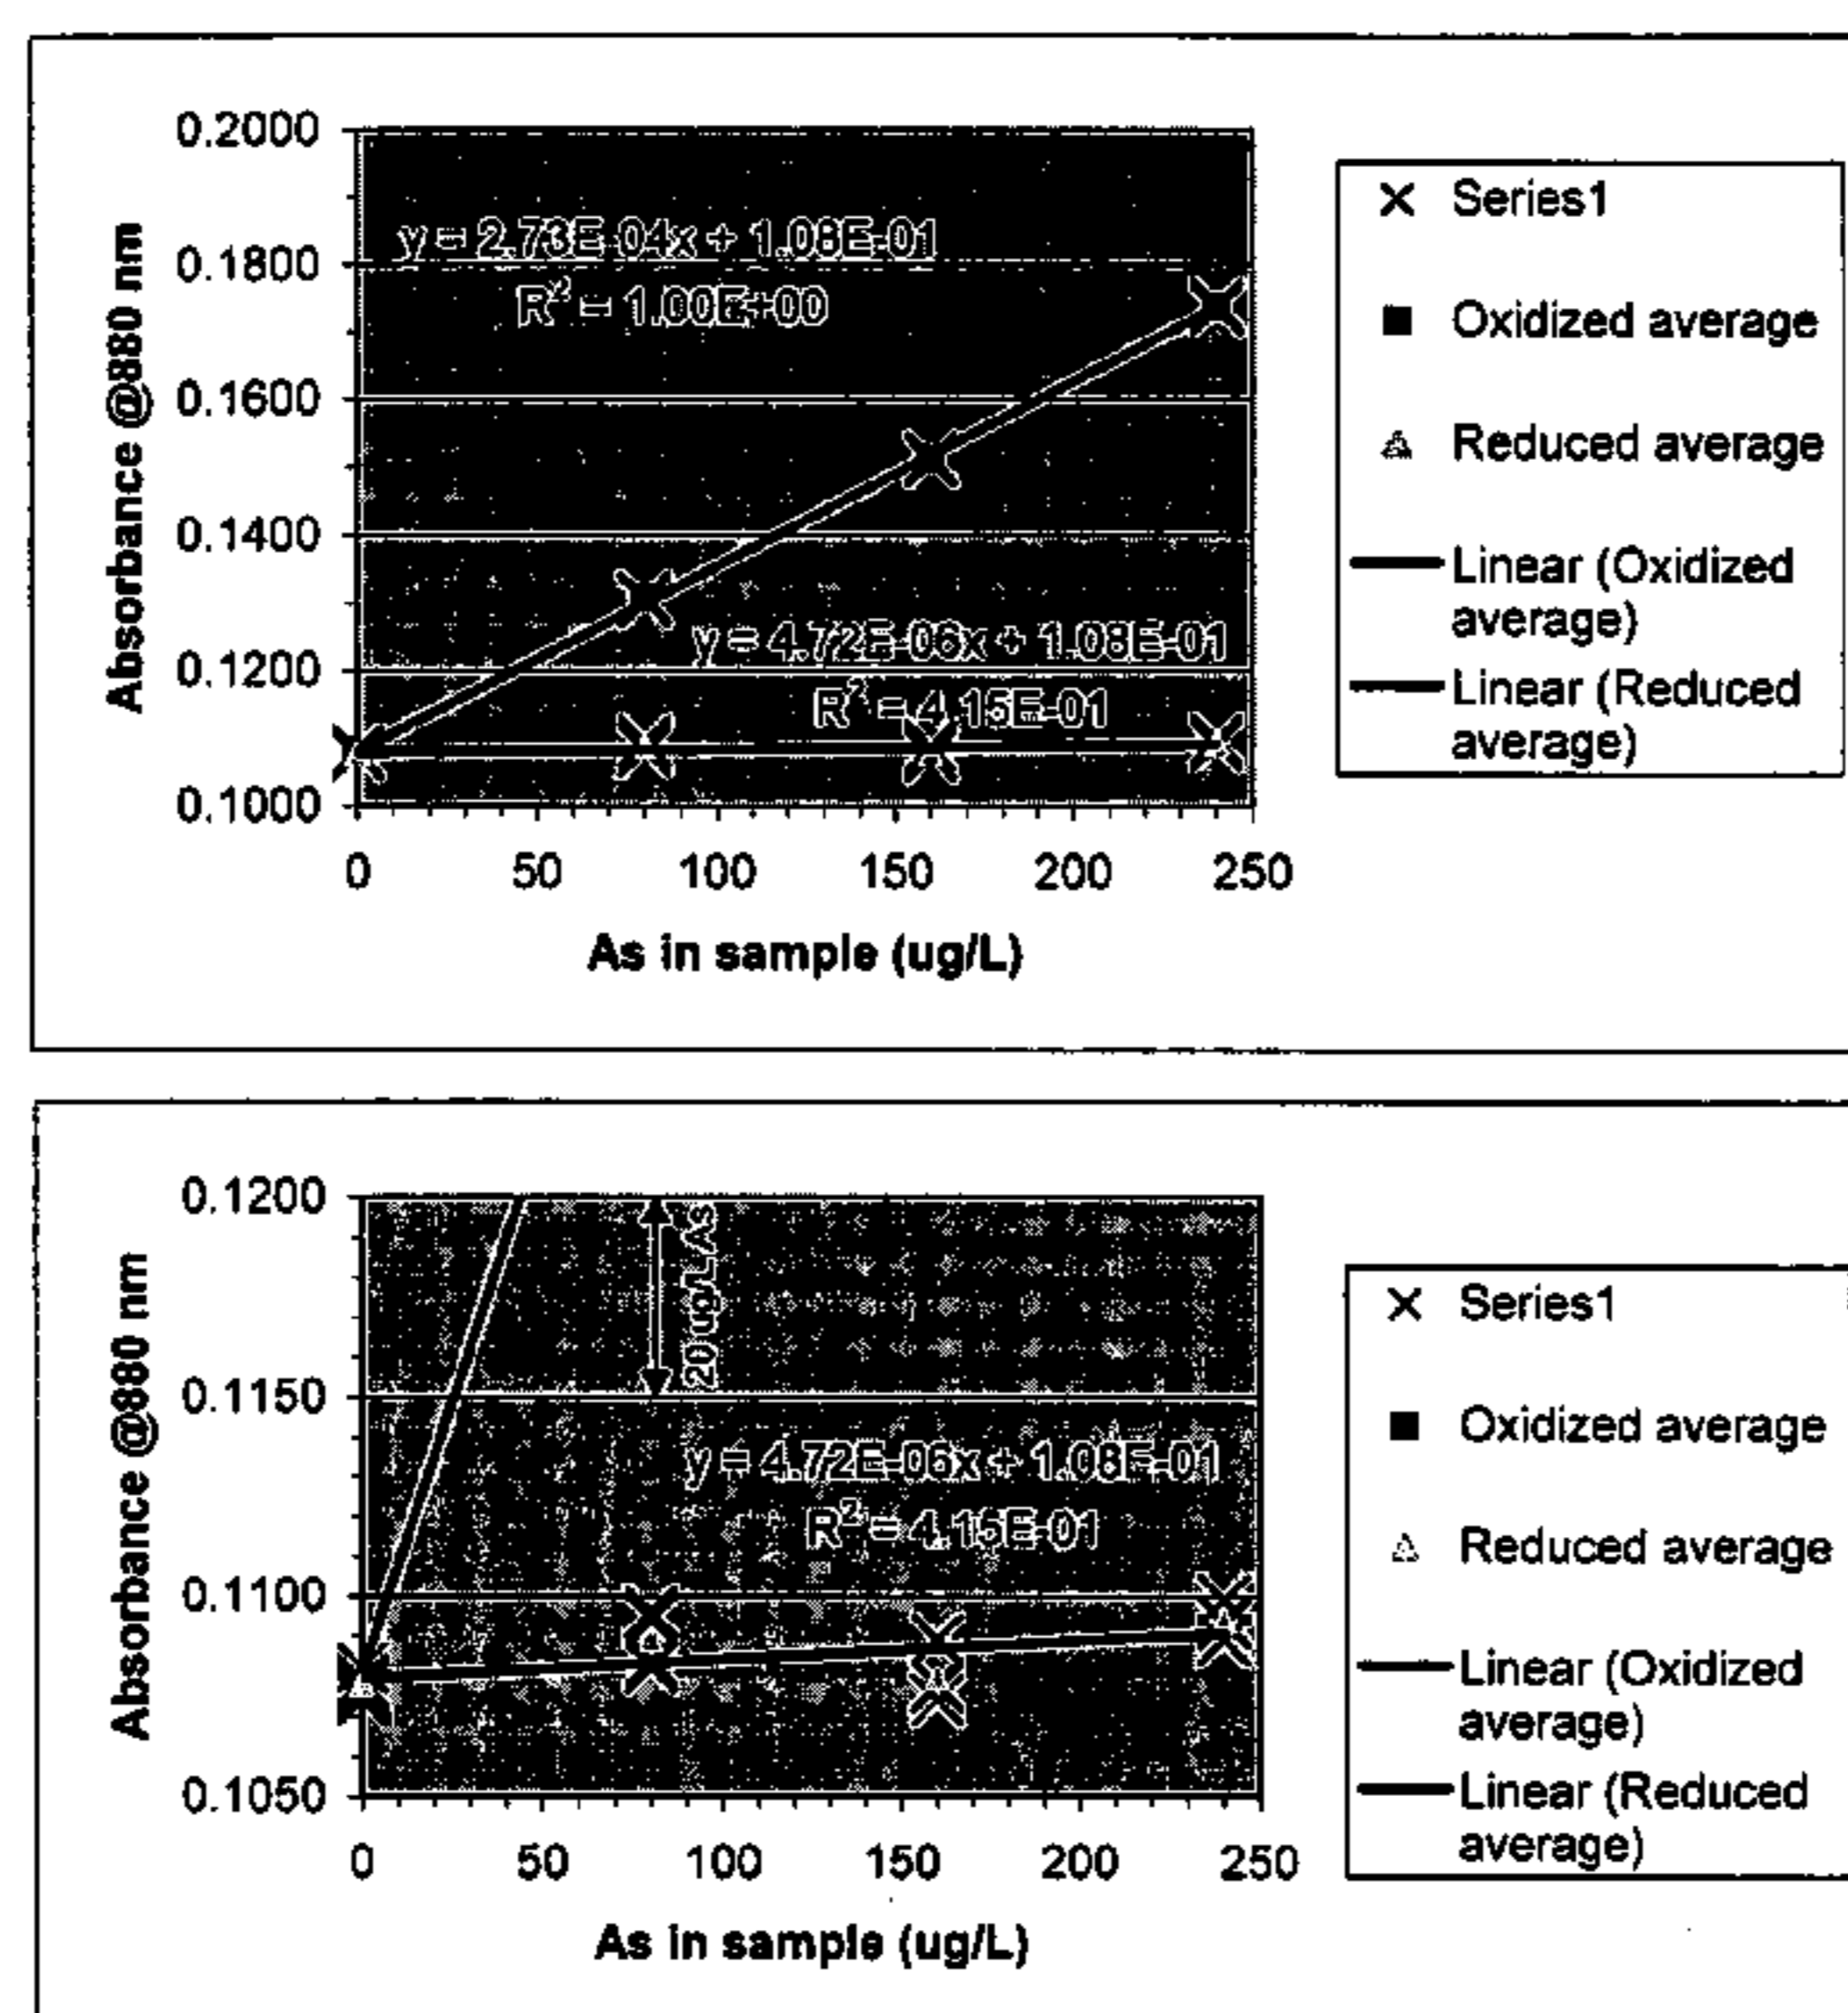 0.2000
0.1800
0.1600
0.1400
0.1200
0.1000
Absorbance @880 nm
y = 2.73E-04x + 1.08E-01
R² = 1.00E+00
y = 4.72E-06x + 1.08E-01
R² = 4.15E-01
0 50 100 150 200 250
As in sample (ug/L)
Series1
Oxidized average
Reduced average
Linear (Oxidized
average)
Linear (Reduced
average)
0.1200
0.1150
0.1100
0.1050
Absorbance @880 nm
20 ug/L As
y = 4.72E-06x + 1.08E-01
R² = 4.15E-01
0 50 100 150 200 250
As in sample (ug/L)
Series1
Oxidized average
Reduced average
Linear (Oxidized
average)
Linear (Reduced
average)